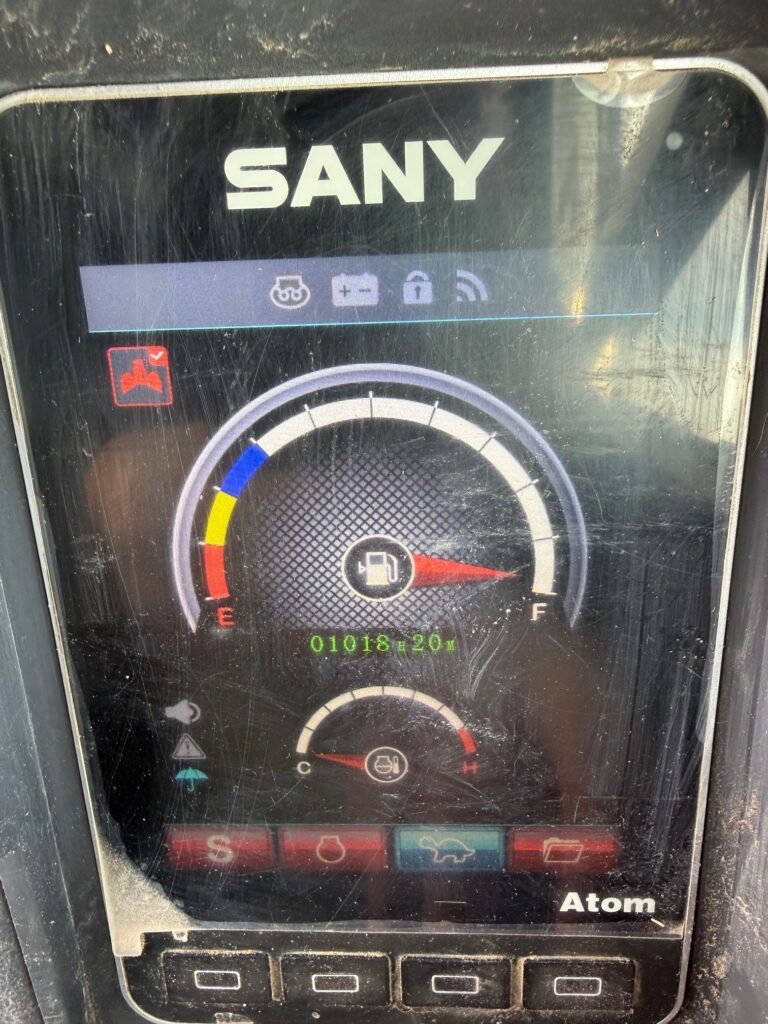 SANY
+ -
E F
01018H20M
C H
S
Atom